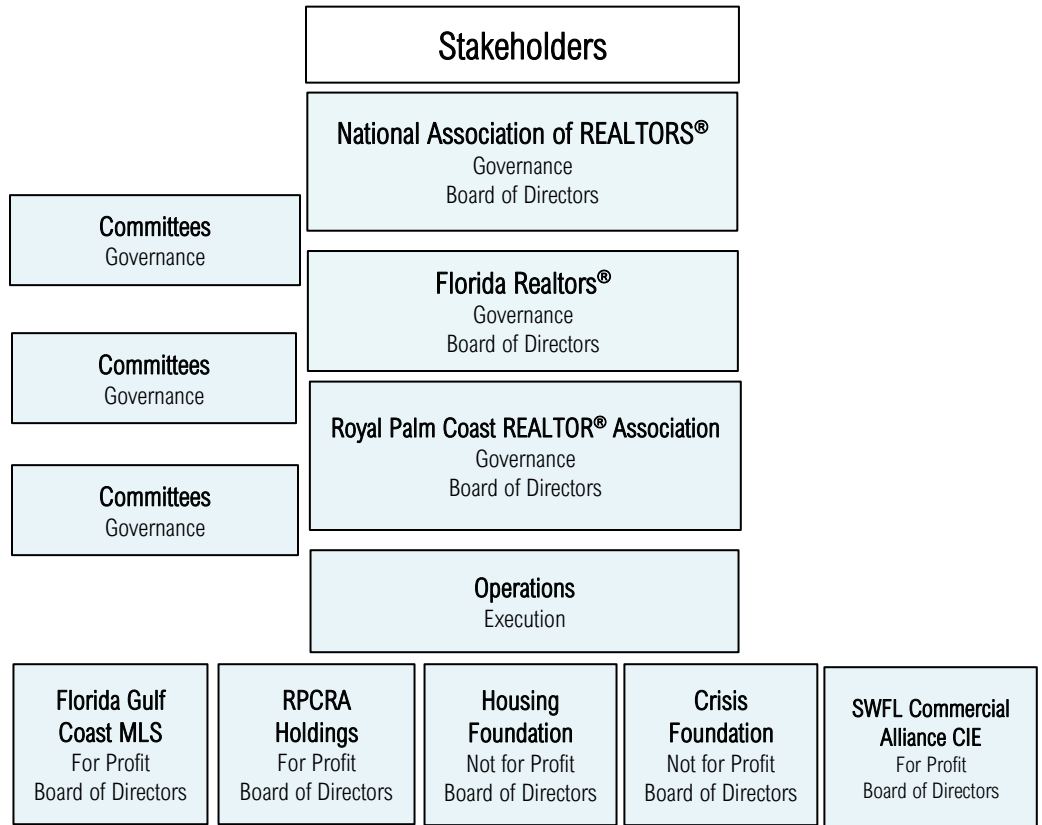 Stakeholders
National Association of REALTORS®
Governance
Board of Directors
Committees
Governance
Florida Realtors®
Governance
Board of Directors
Committees
Governance
Royal Palm Coast REALTOR® Association
Governance
Board of Directors
Committees
Governance
Operations
Execution
Florida Gulf
Coast MLS
For Profit
Board of Directors
RPCRA
Holdings
For Profit
Board of Directors
Housing
Foundation
Not for Profit
Board of Directors
Crisis
Foundation
Not for Profit
Board of Directors
SWFL Commercial
Alliance CIE
For Profit
Board of Directors